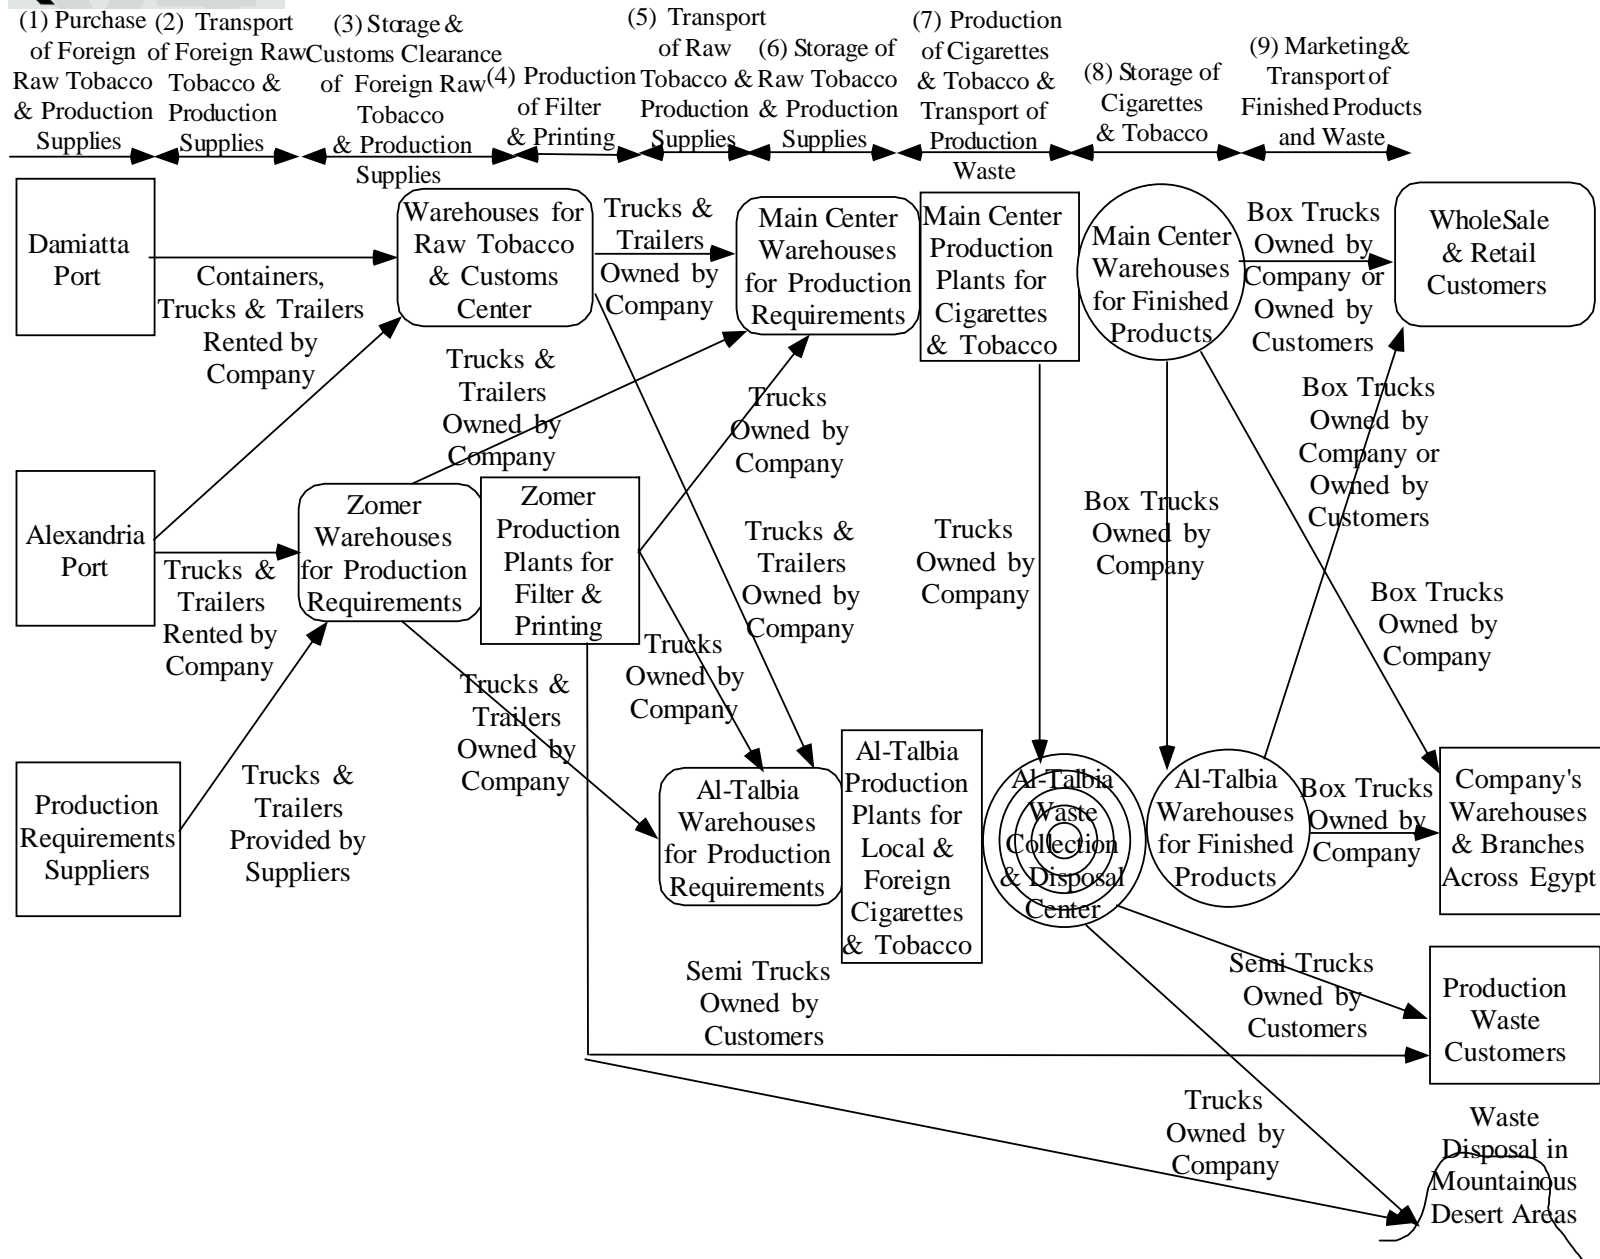 (1) Purchase
of Foreign
Raw Tobacco
& Production
Supplies
(2) Transport
of Foreign Raw
Tobacco &
Production
Supplies
(3) Storage &
Customs Clearance
of Foreign Raw
Tobacco
& Production
Supplies
(4) Production
of Filter
& Printing
(5) Transport
of Raw
Tobacco &
Production
Supplies
(6) Storage of
Raw Tobacco
& Production
Supplies
(7) Production
of Cigarettes
& Tobacco &
Transport of
Production
Waste
(8) Storage of
Cigarettes
& Tobacco
(9) Marketing &
Transport of
Finished Products
and Waste
Damiatta
Port
Containers,
Trucks & Trailers
Rented by
Company
Warehouses for
Raw Tobacco
& Customs
Center
Trucks &
Trailers
Owned by
Company
Main Center
Warehouses
for Production
Requirements
Main Center
Production
Plants for
Cigarettes
& Tobacco
Main Center
Warehouses
for Finished
Products
Box Trucks
Owned by
Company or
Owned by
Customers
WholeSale
& Retail
Customers
Trucks &
Trailers
Owned by
Company
Trucks
Owned by
Company
Box Trucks
Owned by
Company or
Owned by
Customers
Alexandria
Port
Trucks &
Trailers
Rented by
Company
Zomer
Warehouses
for Production
Requirements
Zomer
Production
Plants for
Filter &
Printing
Trucks &
Trailers
Owned by
Company
Trucks
Owned by
Company
Box Trucks
Owned by
Company
Box Trucks
Owned by
Company
Trucks &
Trailers
Owned by
Company
Trucks
Owned by
Company
Production
Requirements
Suppliers
Trucks &
Trailers
Provided by
Suppliers
Al-Talbia
Warehouses
for Production
Requirements
Al-Talbia
Production
Plants for
Local &
Foreign
Cigarettes
& Tobacco
Al-Talbia
Waste
Collection
& Disposal
Center
Al-Talbia
Warehouses
for Finished
Products
Box Trucks
Owned by
Company
Company's
Warehouses
& Branches
Across Egypt
Semi Trucks
Owned by
Customers
Semi Trucks
Owned by
Customers
Production
Waste
Customers
Trucks
Owned by
Company
Waste
Disposal in
Mountainous
Desert Areas